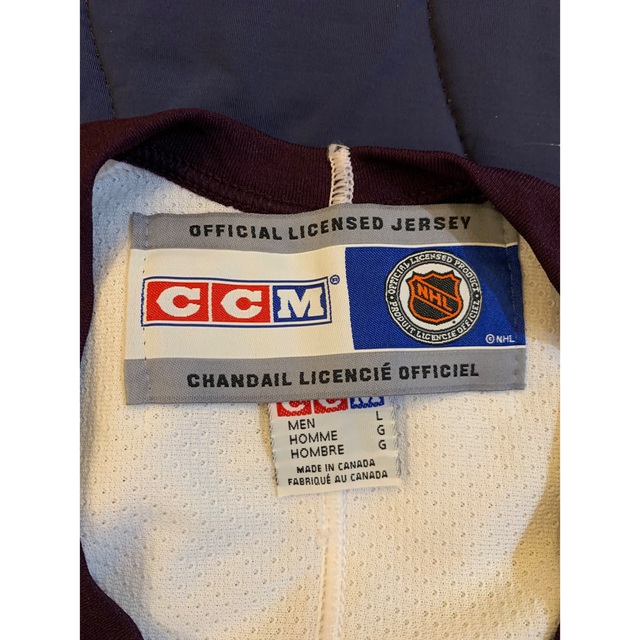 OFFICIAL LICENSED JERSEY
CCM®
OFFICIAL LICENSED PRODUCT
NHL
PRODUIT LICENCIÉ OFFICIEL
© NHL
CHANDAIL LICENCIÉ OFFICIEL
CCM
MEN L
HOMME G
HOMBRE G
MADE IN CANADA
FABRIQUÉ AU CANADA